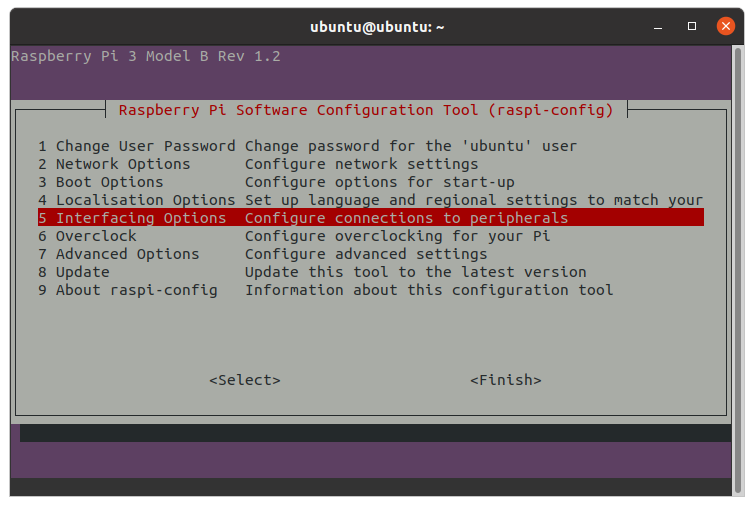 ubuntu@ubuntu: ~
Raspberry Pi 3 Model B Rev 1.2
Raspberry Pi Software Configuration Tool (raspi-config)
1 Change User Password Change password for the 'ubuntu' user
2 Network Options Configure network settings
3 Boot Options Configure options for start-up
4 Localisation Options Set up language and regional settings to match your
5 Interfacing Options Configure connections to peripherals
6 Overclock Configure overclocking for your Pi
7 Advanced Options Configure advanced settings
8 Update Update this tool to the latest version
9 About raspi-config Information about this configuration tool
<Select> <Finish>